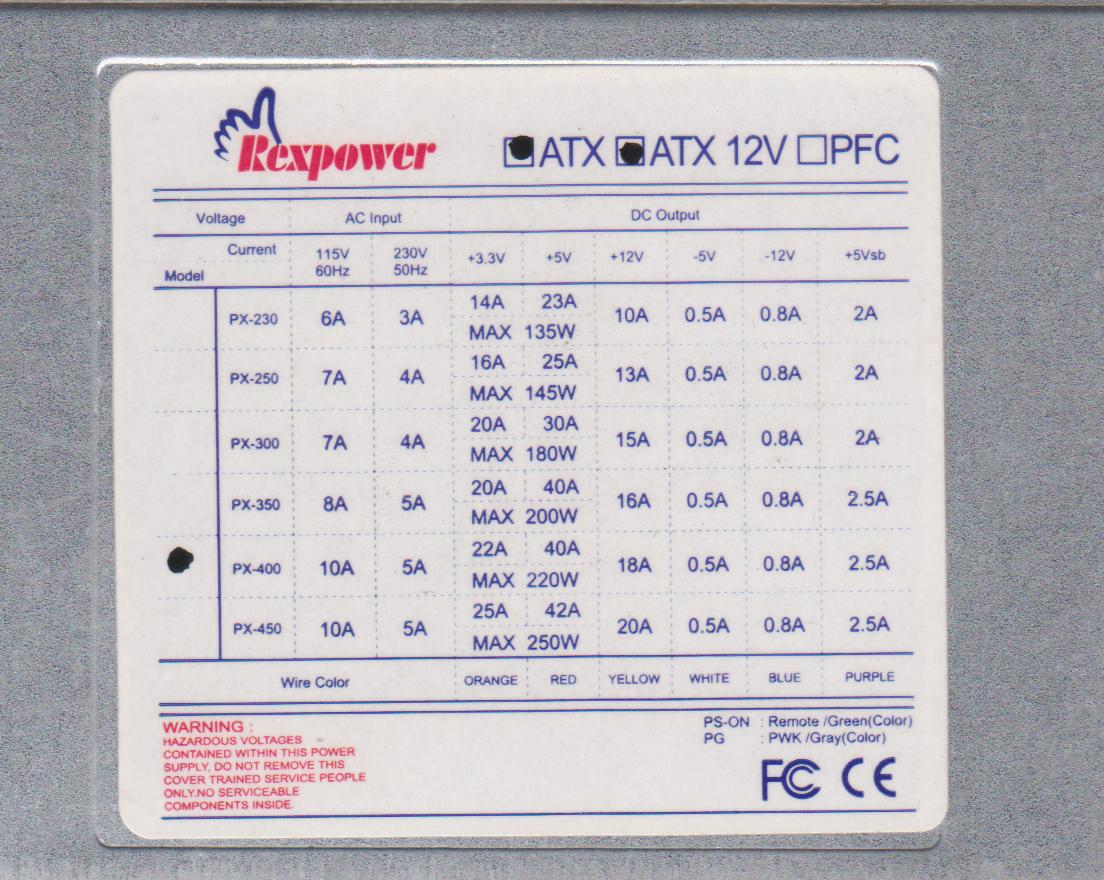 Rexpower ATX ATX 12V PFC
Voltage AC Input DC Output
Current 115V 60Hz 230V 50Hz +3.3V +5V +12V -5V -12V +5Vsb
Model
14A 23A
PX-230 6A 3A 10A 0.5A 0.8A 2A
MAX 135W
16A 25A
PX-250 7A 4A 13A 0.5A 0.8A 2A
MAX 145W
20A 30A
PX-300 7A 4A 15A 0.5A 0.8A 2A
MAX 180W
20A 40A
PX-350 8A 5A 16A 0.5A 0.8A 2.5A
MAX 200W
22A 40A
PX-400 10A 5A 18A 0.5A 0.8A 2.5A
MAX 220W
25A 42A
PX-450 10A 5A 20A 0.5A 0.8A 2.5A
MAX 250W
Wire Color ORANGE RED YELLOW WHITE BLUE PURPLE
WARNING :
HAZARDOUS VOLTAGES
CONTAINED WITHIN THIS POWER
SUPPLY, DO NOT REMOVE THIS
COVER TRAINED SERVICE PEOPLE
ONLY.NO SERVICEABLE
COMPONENTS INSIDE.
PS-ON : Remote /Green(Color)
PG : PWK /Gray(Color)
FC CE